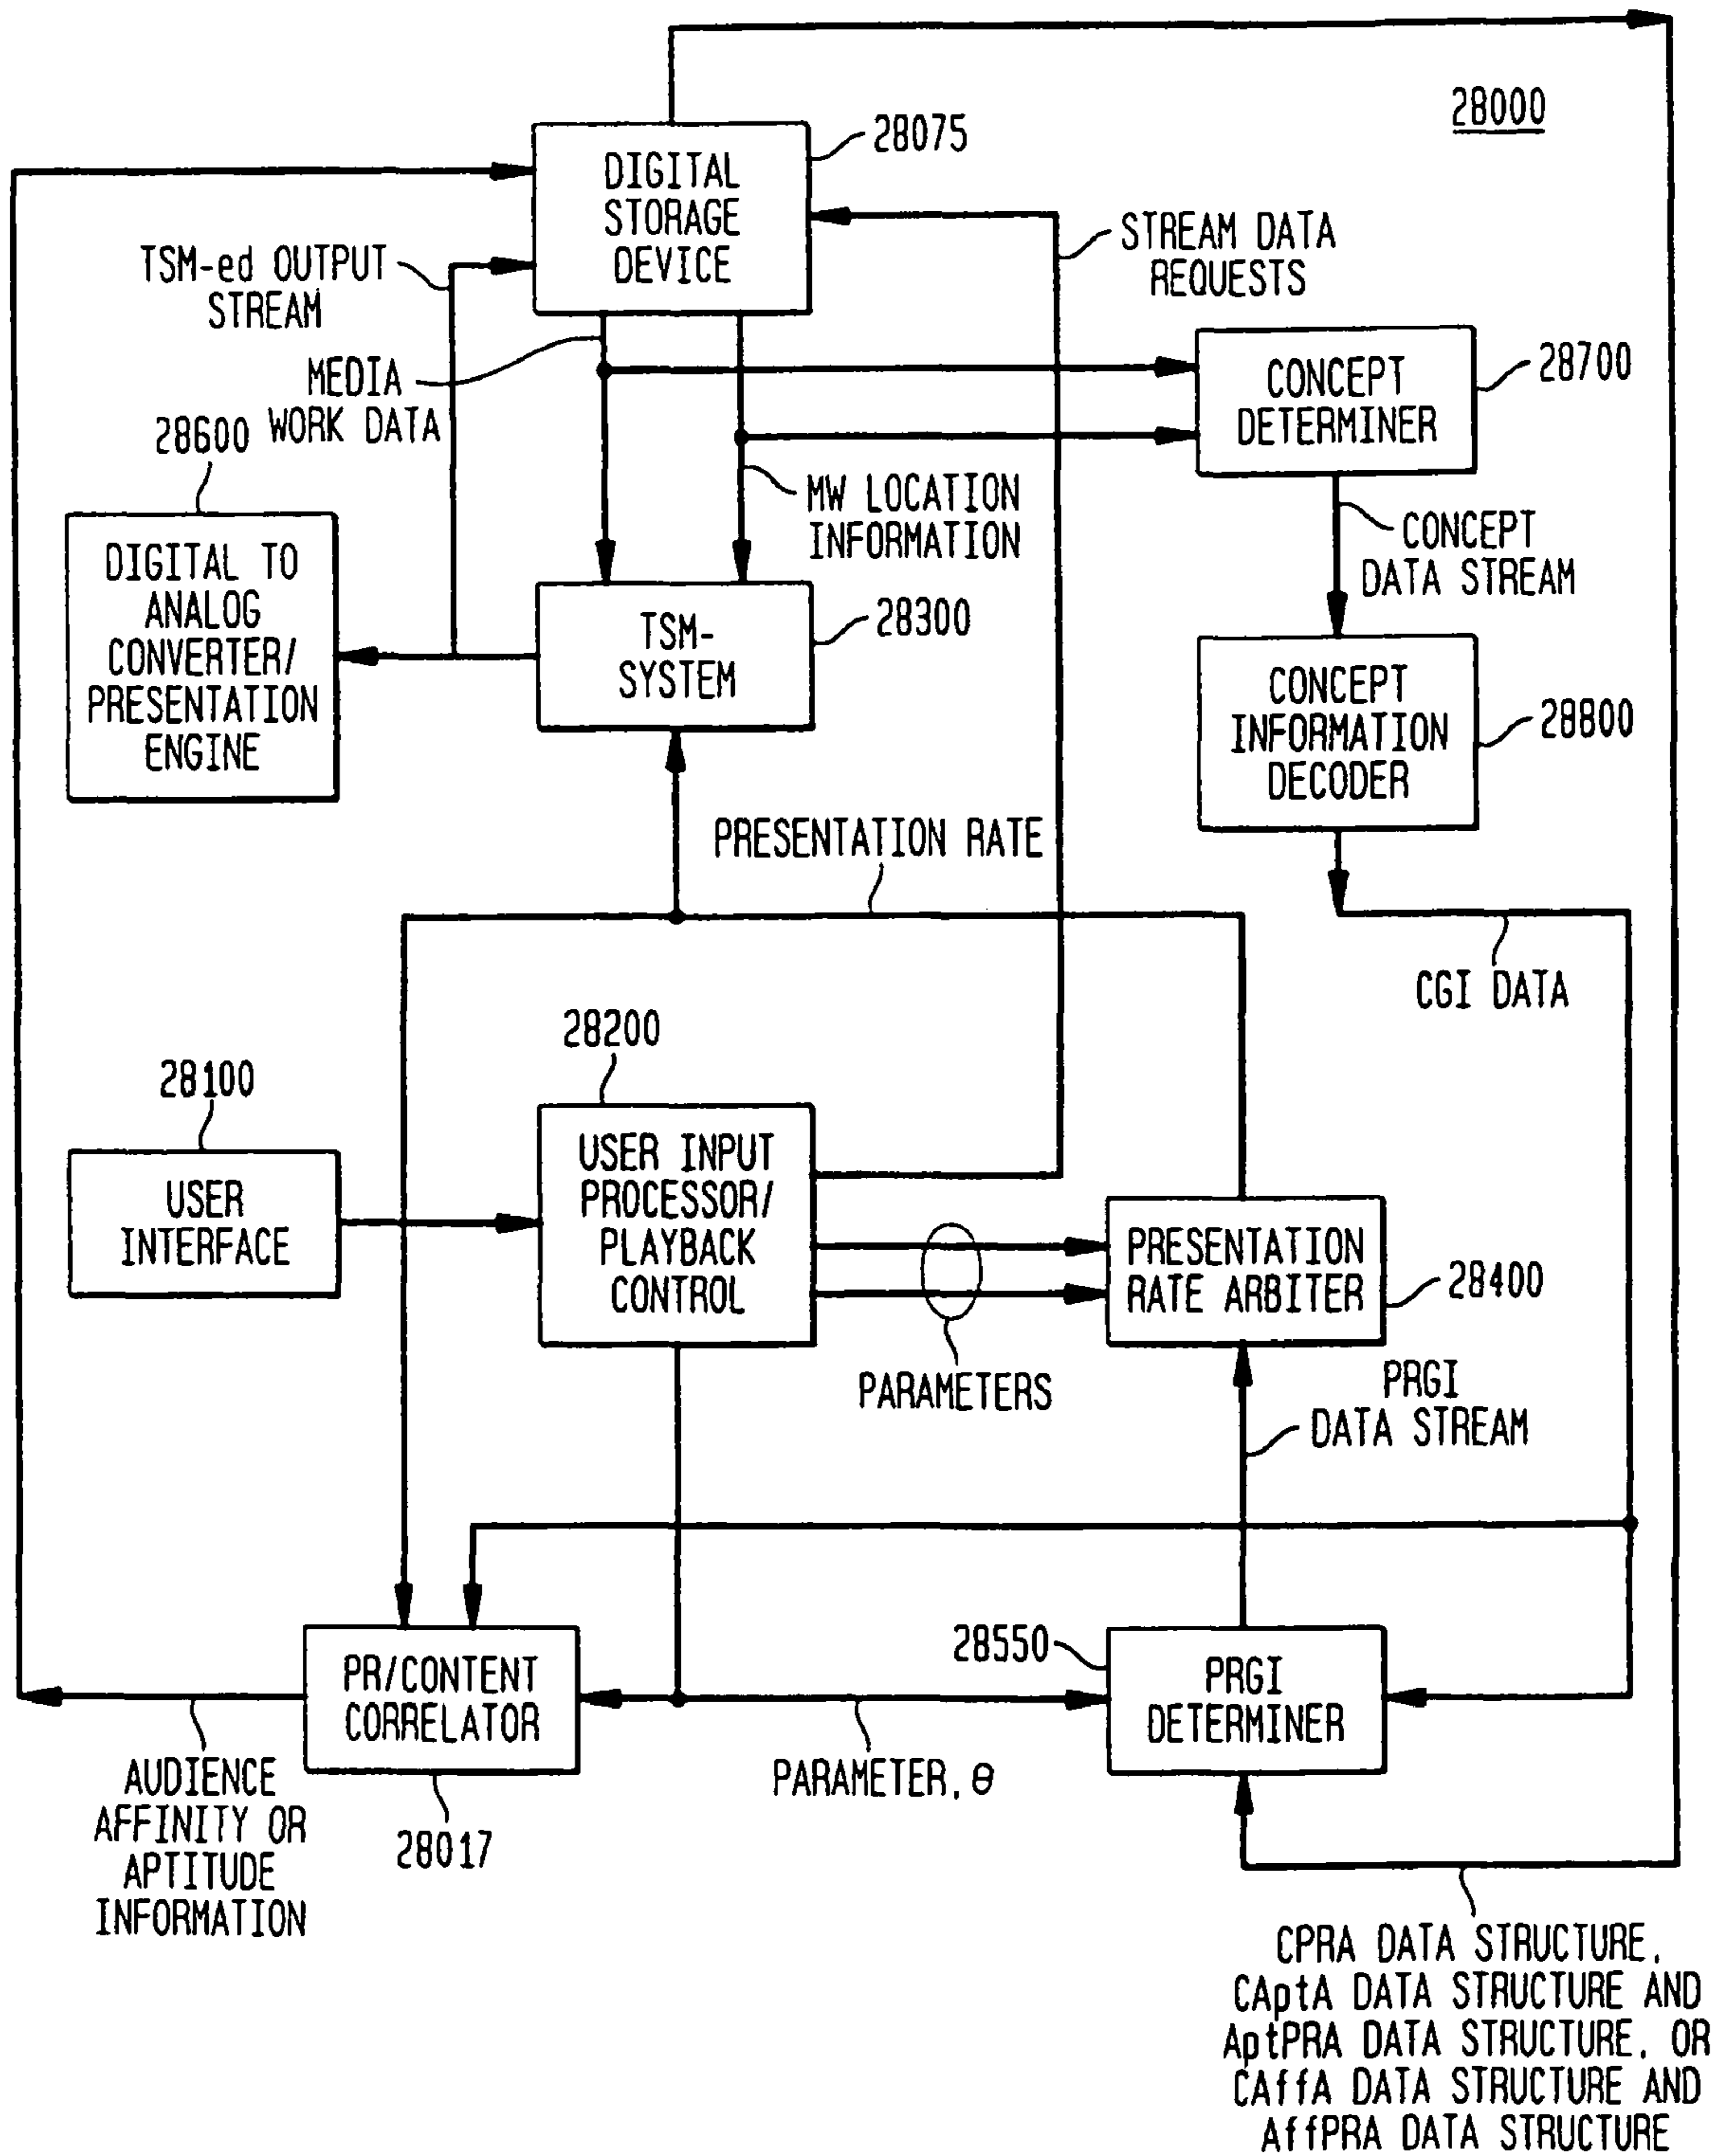 28000
28075
DIGITAL
STORAGE
DEVICE
STREAM DATA
REQUESTS
TSM-ed OUTPUT
STREAM
MEDIA
WORK DATA
28700
CONCEPT
DETERMINER
28600
MW LOCATION
INFORMATION
CONCEPT
DATA STREAM
DIGITAL TO
ANALOG
CONVERTER/
PRESENTATION
ENGINE
TSM-
SYSTEM
28300
CONCEPT
INFORMATION
DECODER
28800
PRESENTATION RATE
CGI DATA
28200
28100
USER
INTERFACE
USER INPUT
PROCESSOR/
PLAYBACK
CONTROL
PRESENTATION
RATE ARBITER
28400
PARAMETERS
PRGI
DATA STREAM
28550
PR/CONTENT
CORRELATOR
PRGI
DETERMINER
AUDIENCE
AFFINITY OR
APTITUDE
INFORMATION
28017
PARAMETER, θ
CPRA DATA STRUCTURE,
CAptA DATA STRUCTURE AND
AptPRA DATA STRUCTURE, OR
CAffA DATA STRUCTURE AND
AffPRA DATA STRUCTURE